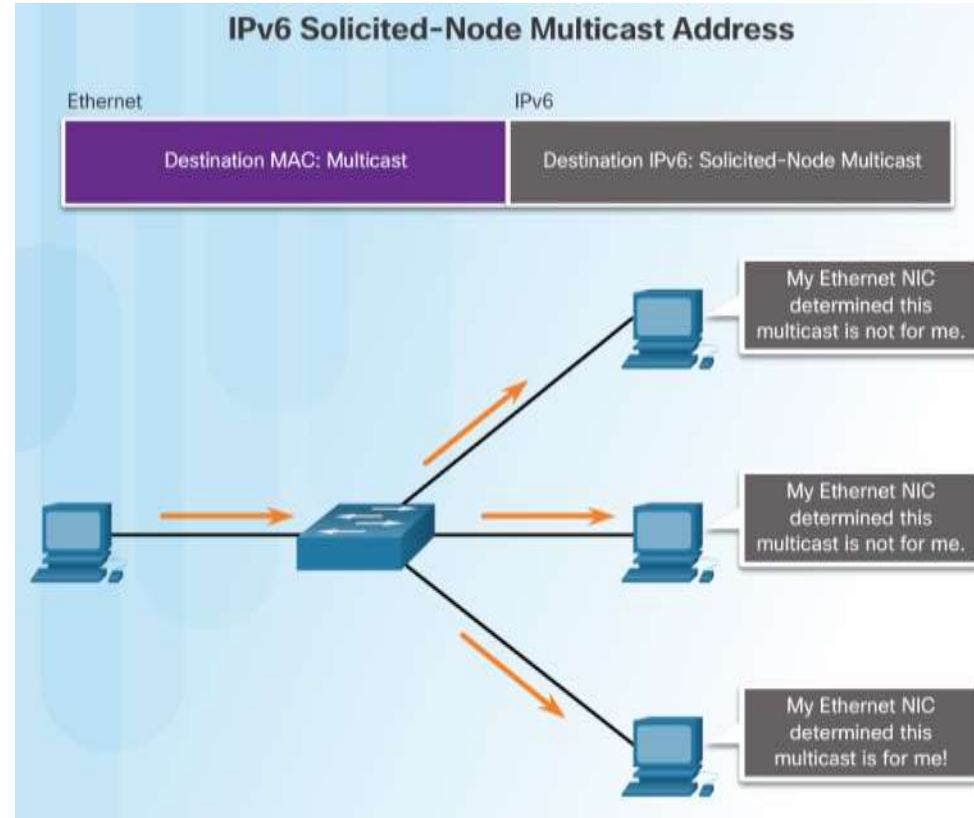 IPv6 Solicited-Node Multicast Address
Ethernet
IPv6
Destination MAC: Multicast
Destination IPv6: Solicited-Node Multicast
My Ethernet NIC
determined this
multicast is not for me.
My Ethernet NIC
determined this
multicast is not for me.
My Ethernet NIC
determined this
multicast is for me!